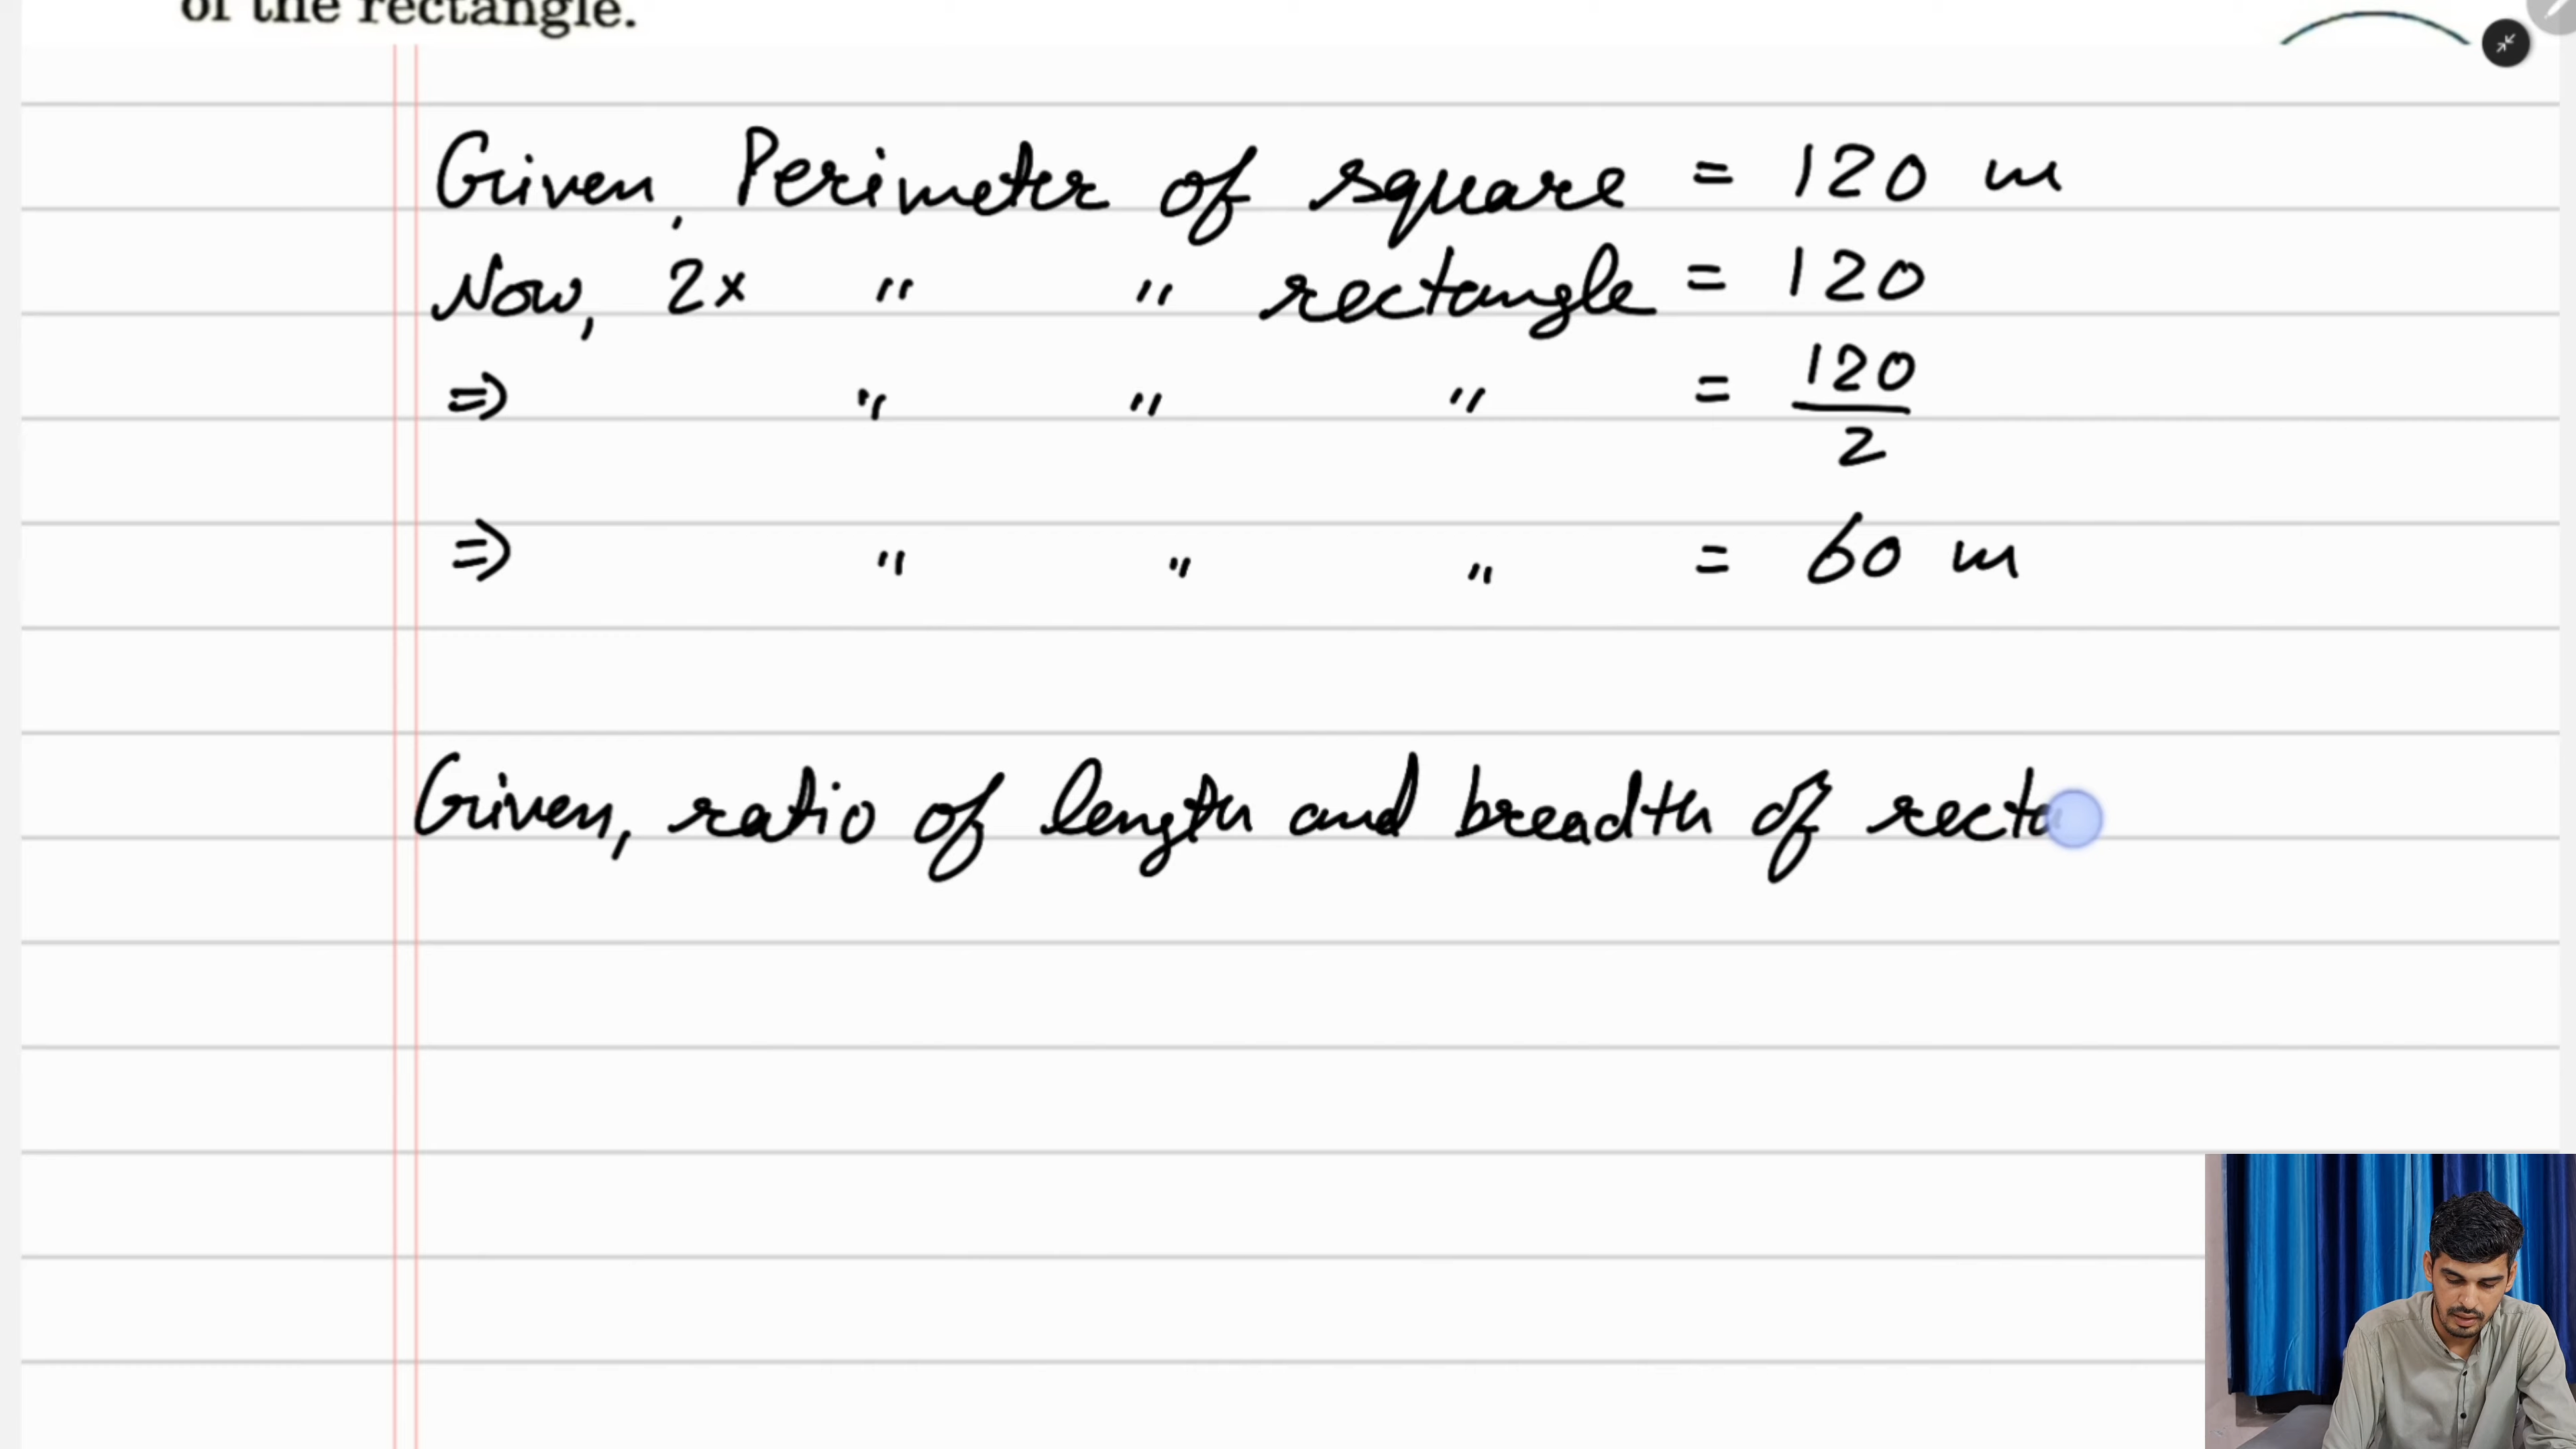 of the rectangle.
Given, Perimeter of square = 120 m
Now, 2x " " rectangle = 120
⇒ " " " = 120/2
⇒ " " " = 60 m
Given, ratio of length and breadth of recta